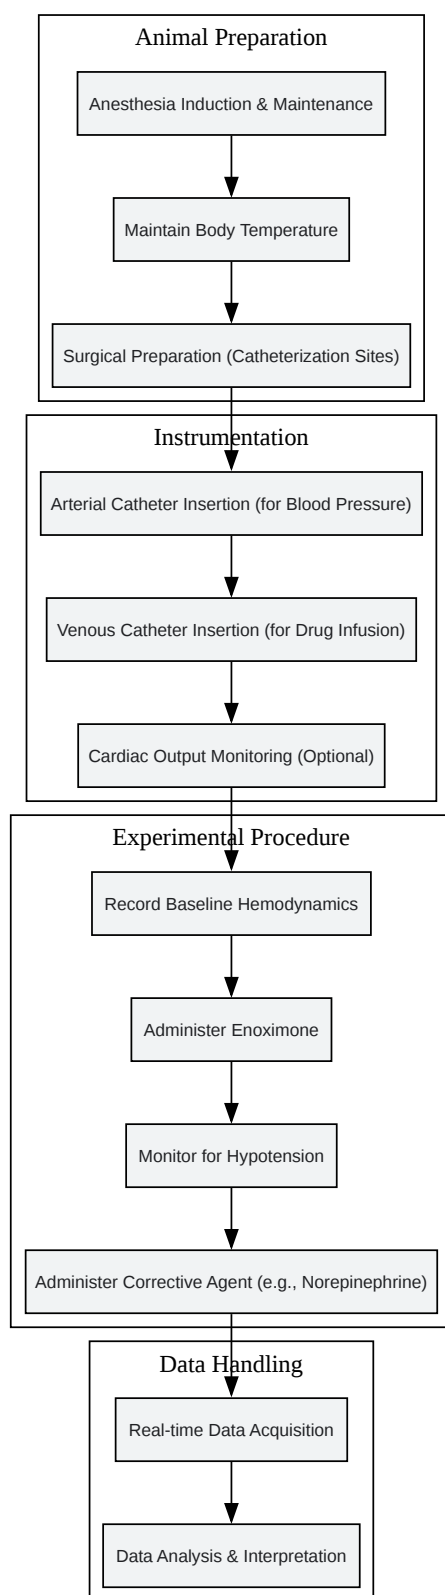 Animal Preparation
Anesthesia Induction & Maintenance
Maintain Body Temperature
Surgical Preparation (Catheterization Sites)
Instrumentation
Arterial Catheter Insertion (for Blood Pressure)
Venous Catheter Insertion (for Drug Infusion)
Cardiac Output Monitoring (Optional)
Experimental Procedure
Record Baseline Hemodynamics
Administer Enoximone
Monitor for Hypotension
Administer Corrective Agent (e.g., Norepinephrine)
Data Handling
Real-time Data Acquisition
Data Analysis & Interpretation